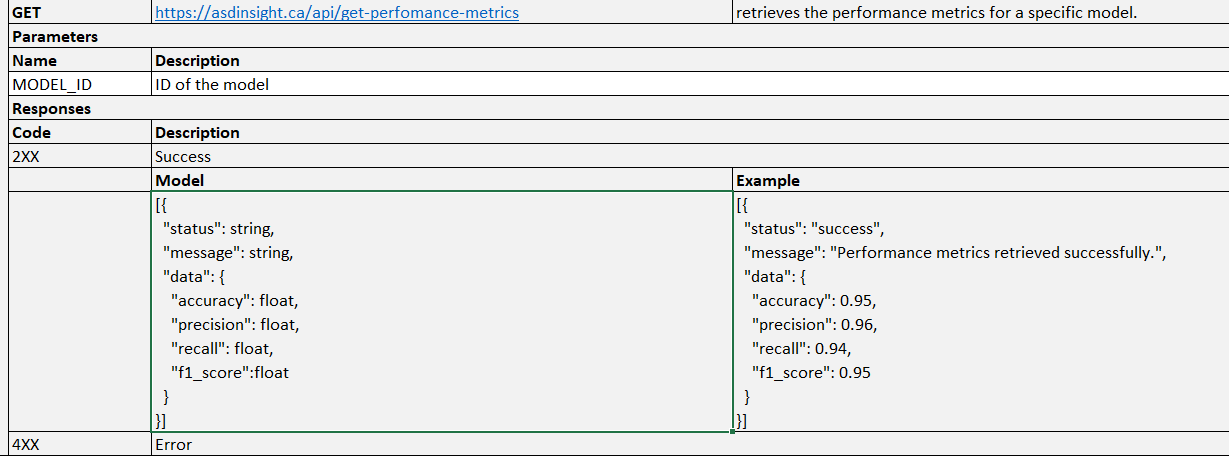 GET https://asdinsight.ca/api/get-perfomance-metrics retrieves the performance metrics for a specific model.
Parameters
Name Description
MODEL_ID ID of the model
Responses
Code Description
2XX Success
Model Example
[{
"status": string,
"message": string,
"data": {
"accuracy": float,
"precision": float,
"recall": float,
"f1_score":float
}
}]
[{
"status": "success",
"message": "Performance metrics retrieved successfully.",
"data": {
"accuracy": 0.95,
"precision": 0.96,
"recall": 0.94,
"f1_score": 0.95
}
}]
4XX Error